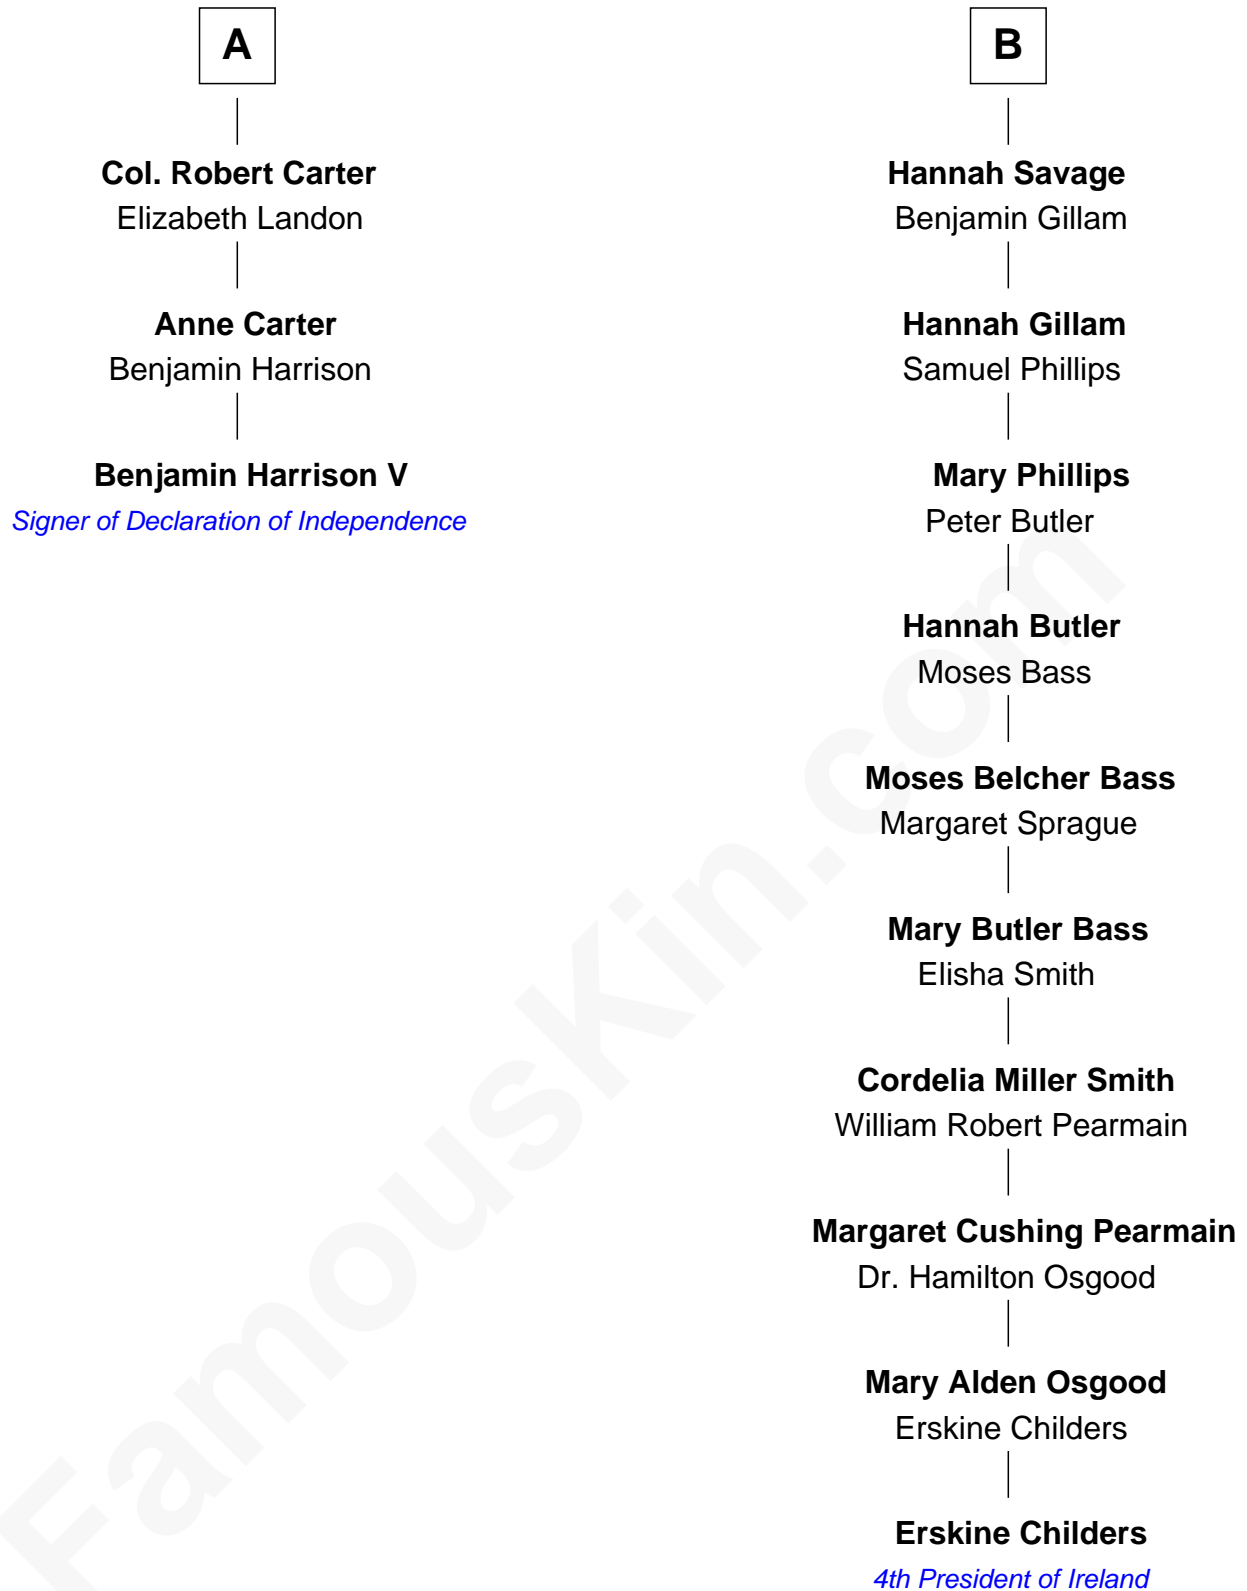 A
Col. Robert Carter
Elizabeth Landon
Anne Carter
Benjamin Harrison
Benjamin Harrison V
Signer of Declaration of Independence
B
Hannah Savage
Benjamin Gillam
Hannah Gillam
Samuel Phillips
Mary Phillips
Peter Butler
Hannah Butler
Moses Bass
Moses Belcher Bass
Margaret Sprague
Mary Butler Bass
Elisha Smith
Cordelia Miller Smith
William Robert Pearmain
Margaret Cushing Pearmain
Dr. Hamilton Osgood
Mary Alden Osgood
Erskine Childers
Erskine Childers
4th President of Ireland
FamousKin.com